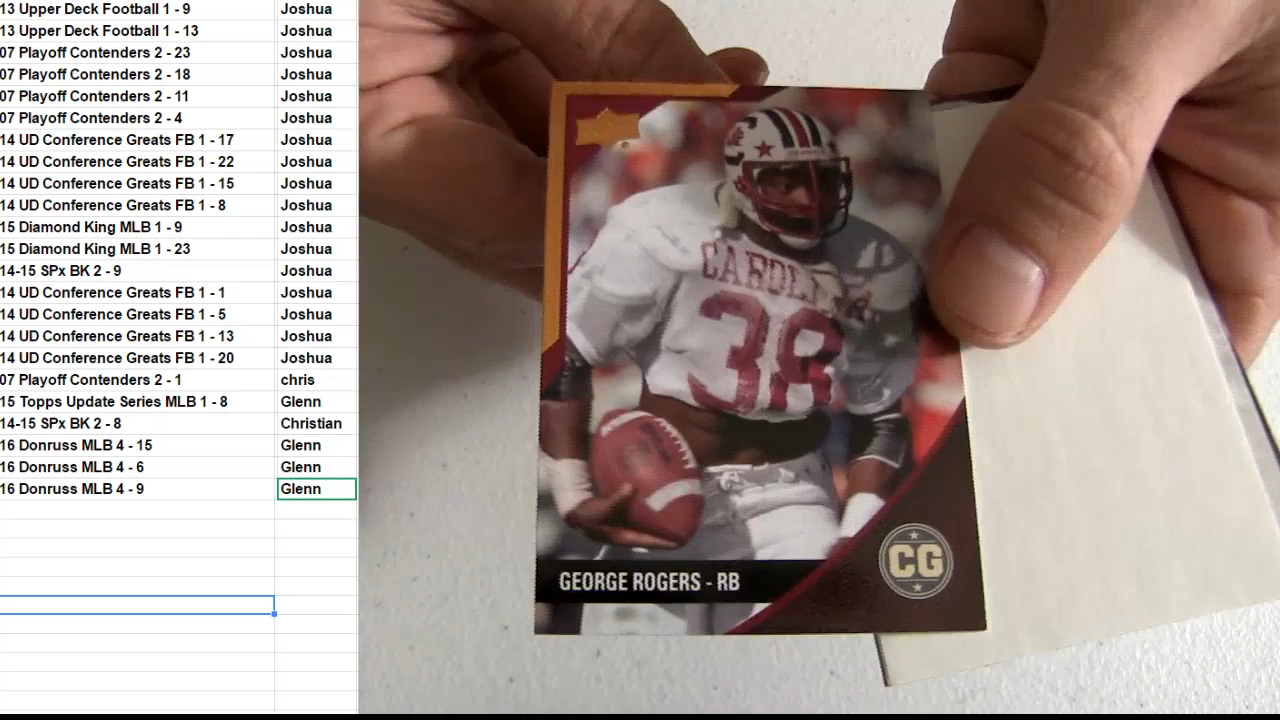 13 Upper Deck Football 1 - 9 Joshua
13 Upper Deck Football 1 - 13 Joshua
07 Playoff Contenders 2 - 23 Joshua
07 Playoff Contenders 2 - 18 Joshua
07 Playoff Contenders 2 - 11 Joshua
07 Playoff Contenders 2 - 4 Joshua
14 UD Conference Greats FB 1 - 17 Joshua
14 UD Conference Greats FB 1 - 22 Joshua
14 UD Conference Greats FB 1 - 15 Joshua
14 UD Conference Greats FB 1 - 8 Joshua
15 Diamond King MLB 1 - 9 Joshua
15 Diamond King MLB 1 - 23 Joshua
14-15 SPx BK 2 - 9 Joshua
14 UD Conference Greats FB 1 - 1 Joshua
14 UD Conference Greats FB 1 - 5 Joshua
14 UD Conference Greats FB 1 - 13 Joshua
14 UD Conference Greats FB 1 - 20 Joshua
07 Playoff Contenders 2 - 1 chris
15 Topps Update Series MLB 1 - 8 Glenn
14-15 SPx BK 2 - 8 Christian
16 Donruss MLB 4 - 15 Glenn
16 Donruss MLB 4 - 6 Glenn
16 Donruss MLB 4 - 9 Glenn
CAROLINA
38
CG
GEORGE ROGERS - RB